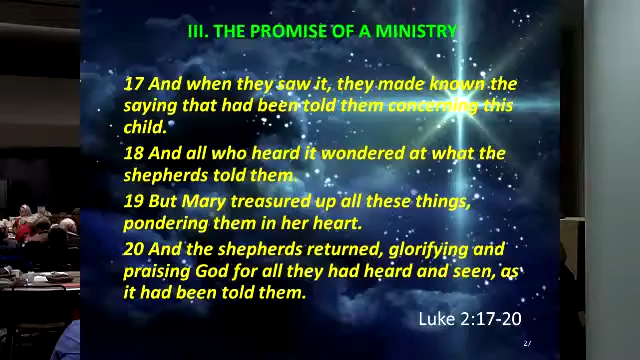 III. THE PROMISE OF A MINISTRY
17 And when they saw it, they made known the
saying that had been told them concerning this
child.
18 And all who heard it wondered at what the
shepherds told them.
19 But Mary treasured up all these things,
pondering them in her heart.
20 And the shepherds returned, glorifying and
praising God for all they had heard and seen, as
it had been told them.
Luke 2:17-20
27